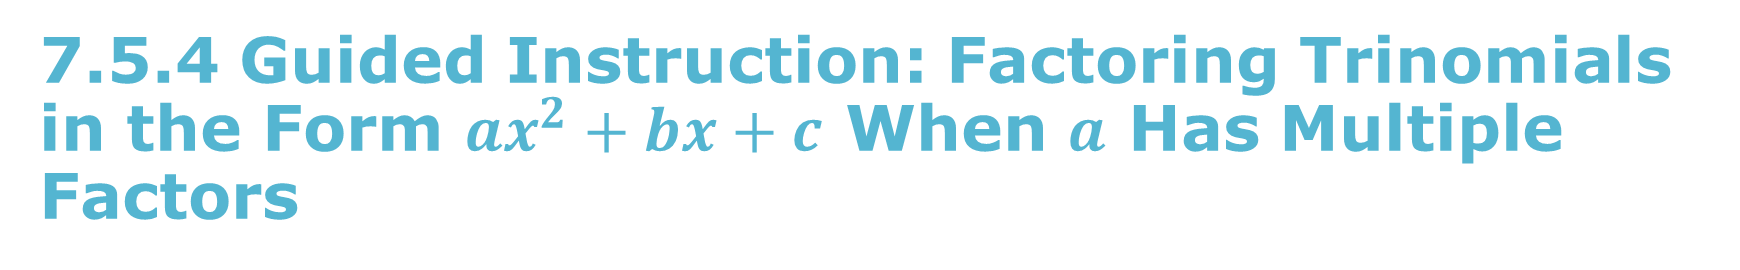 7.5.4 Guided Instruction: Factoring Trinomials
in the Form ax² + bx + c When a Has Multiple
Factors